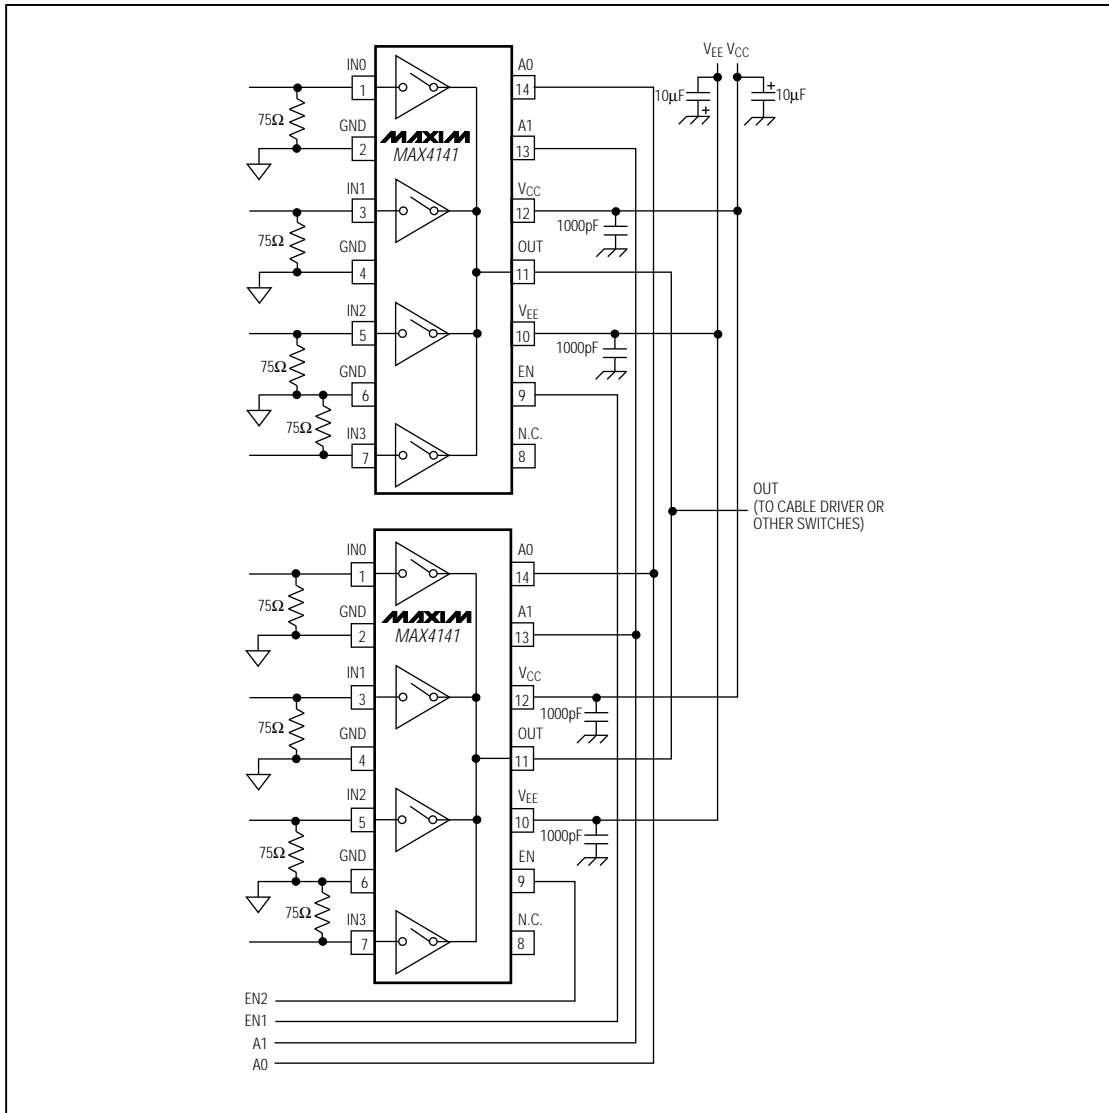 VEE VCC
10µF
10µF
IN0
1
75Ω
GND
2
IN1
3
75Ω
GND
4
IN2
5
75Ω
GND
6
75Ω
IN3
7
MAXIM
MAX4141
A0
14
A1
13
VCC
12
1000pF
OUT
11
VEE
10
1000pF
EN
9
N.C.
8
OUT
(TO CABLE DRIVER OR
OTHER SWITCHES)
IN0
1
75Ω
GND
2
IN1
3
75Ω
GND
4
IN2
5
75Ω
GND
6
75Ω
IN3
7
MAXIM
MAX4141
A0
14
A1
13
VCC
12
1000pF
OUT
11
VEE
10
1000pF
EN
9
N.C.
8
EN2
EN1
A1
A0